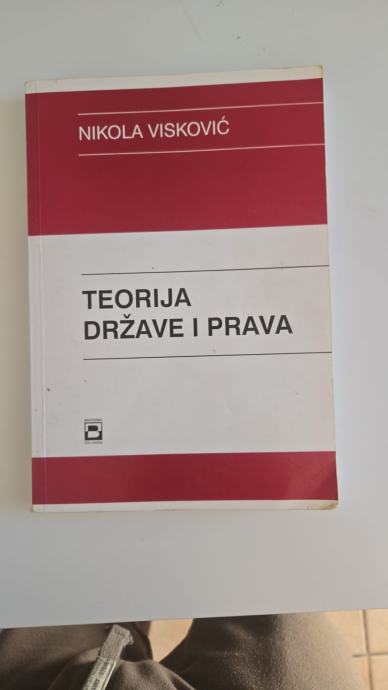 NIKOLA VISKOVIĆ
TEORIJA
DRŽAVE I PRAVA
B